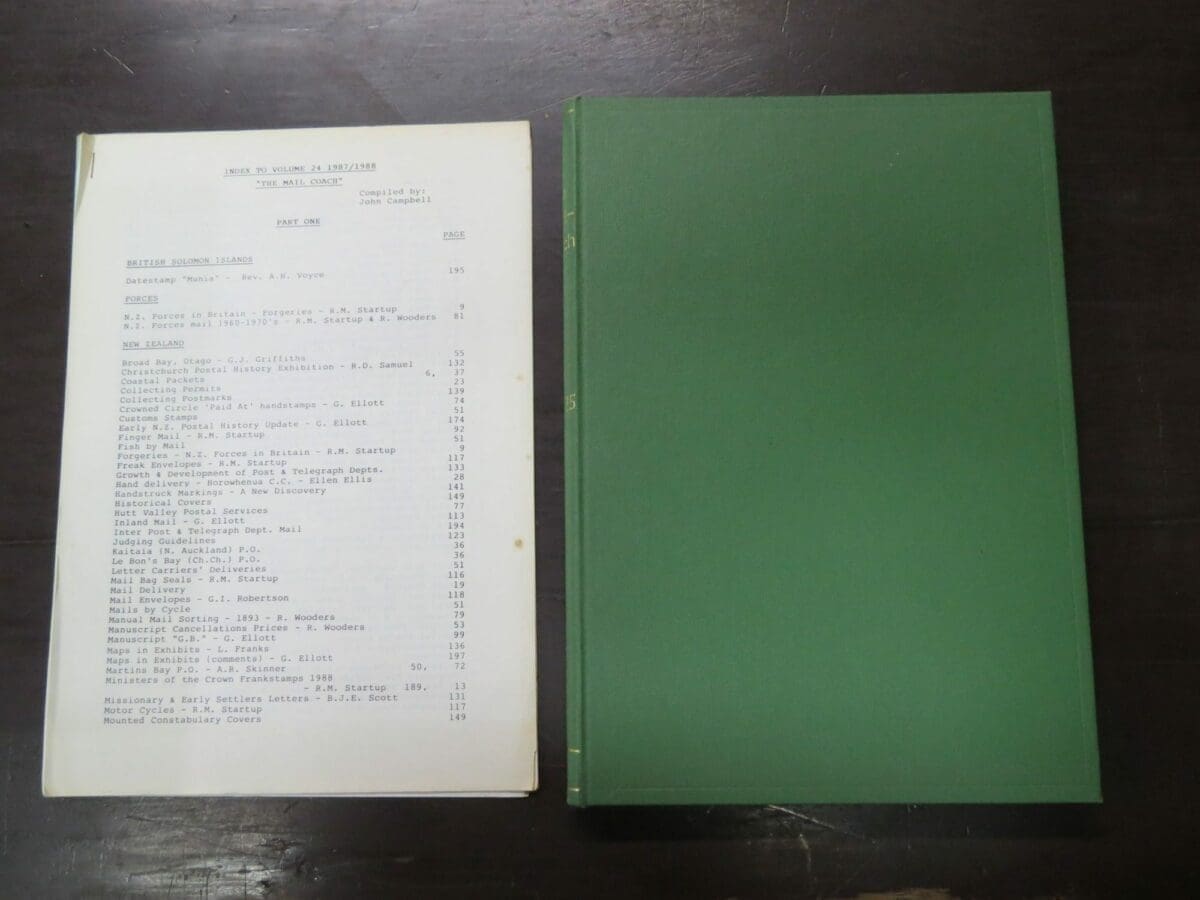 INDEX TO VOLUME 24 1987/1988
"THE MAIL COACH"
Compiled by:
John Campbell
PART ONE
PAGE
BRITISH SOLOMON ISLANDS
Datestamp "Munia" - Rev. A.H. Voyce 195
FORCES
N.Z. Forces in Britain - Forgeries - R.M. Startup 9
N.Z. Forces mail 1960-1970's - R.M. Startup & R. Wooders 81
NEW ZEALAND
Broad Bay, Otago - G.J. Griffiths 55
Christchurch Postal History Exhibition - R.D. Samuel 132
Coastal Packets 6, 37
Collecting Permits 23
Collecting Postmarks 139
Crowned Circle 'Paid At' handstamps - G. Ellott 74
Customs Stamps 51
Early N.Z. Postal History Update - G. Ellott 174
Finger Mail - R.M. Startup 92
Fish by Mail 51
Forgeries - N.Z. Forces in Britain - R.M. Startup 9
Freak Envelopes - R.M. Startup 117
Growth & Development of Post & Telegraph Depts. 133
Hand delivery - Horowhenua C.C. - Ellen Ellis 28
Handstruck Markings - A New Discovery 141
Historical Covers 149
Hutt Valley Postal Services 77
Inland Mail - G. Ellott 113
Inter Post & Telegraph Dept. Mail 194
Judging Guidelines 123
Kaitaia (N. Auckland) P.O. 36
Le Bon's Bay (Ch.Ch.) P.O. 36
Letter Carriers' Deliveries 51
Mail Bag Seals - R.M. Startup 116
Mail Delivery 19
Mail Envelopes - G.I. Robertson 118
Mails by Cycle 51
Manual Mail Sorting - 1893 - R. Wooders 79
Manuscript Cancellations Prices - R. Wooders 53
Manuscript "G.B." - G. Ellott 99
Maps in Exhibits - L. Franks 136
Maps in Exhibits (comments) - G. Ellott 197
Martins Bay P.O. - A.R. Skinner 50, 72
Ministers of the Crown Frankstamps 1988
- R.M. Startup 189, 13
Missionary & Early Settlers Letters - B.J.E. Scott 131
Motor Cycles - R.M. Startup 117
Mounted Constabulary Covers 149
ch